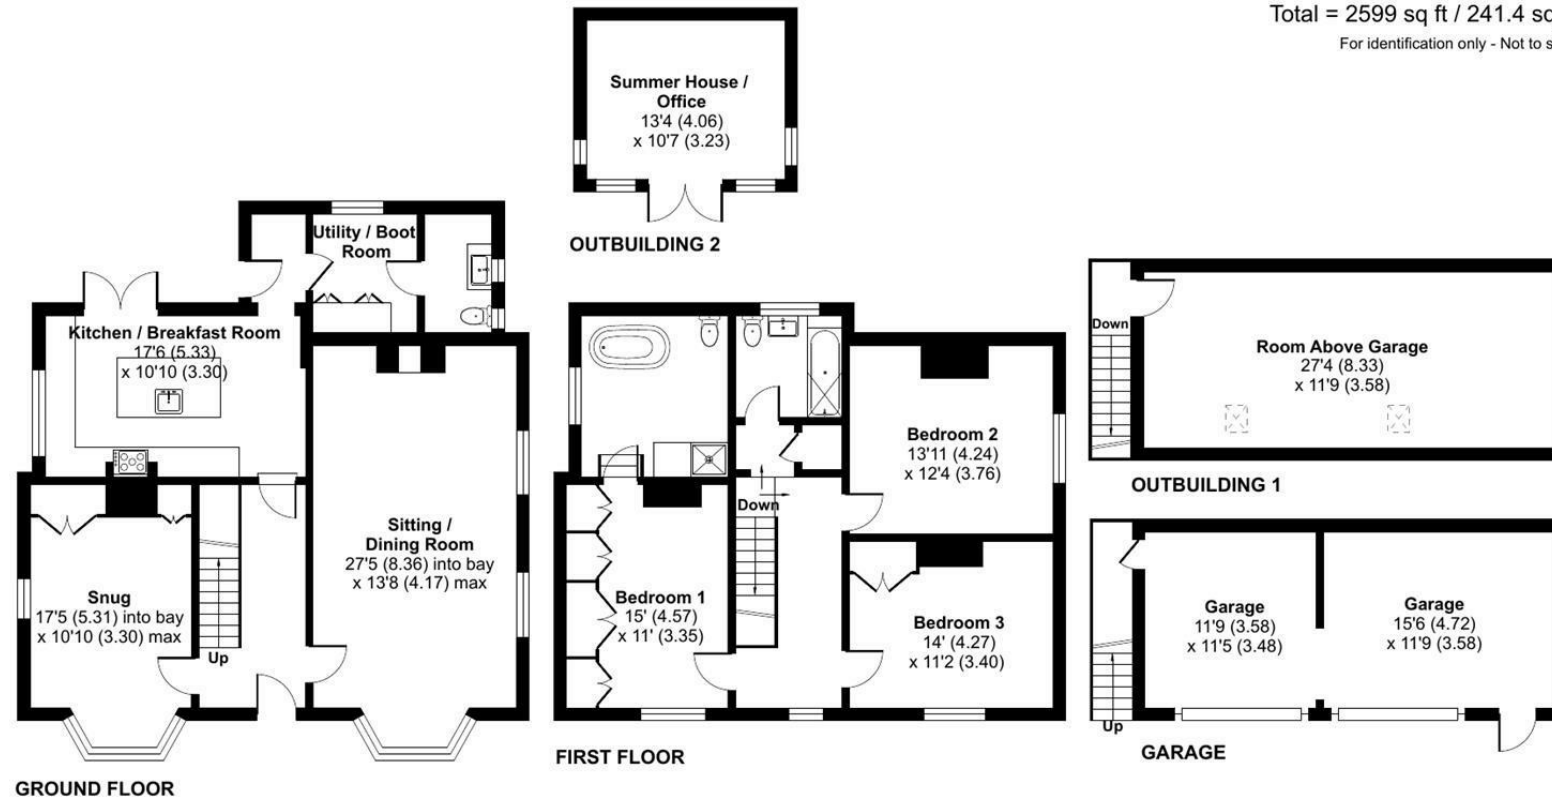 Total = 2599 sq ft / 241.4 sq
For identification only - Not to s
Summer House /
Office
13'4 (4.06)
x 10'7 (3.23)
OUTBUILDING 2
Utility / Boot
Room
Kitchen / Breakfast Room
17'6 (5.33)
x 10'10 (3.30)
Sitting /
Dining Room
27'5 (8.36) into bay
x 13'8 (4.17) max
Snug
17'5 (5.31) into bay
x 10'10 (3.30) max
Up
GROUND FLOOR
Bedroom 2
13'11 (4.24)
x 12'4 (3.76)
Down
Bedroom 1
15' (4.57)
x 11' (3.35)
Bedroom 3
14' (4.27)
x 11'2 (3.40)
FIRST FLOOR
Down
Room Above Garage
27'4 (8.33)
x 11'9 (3.58)
OUTBUILDING 1
Garage
11'9 (3.58)
x 11'5 (3.48)
Garage
15'6 (4.72)
x 11'9 (3.58)
Up
GARAGE